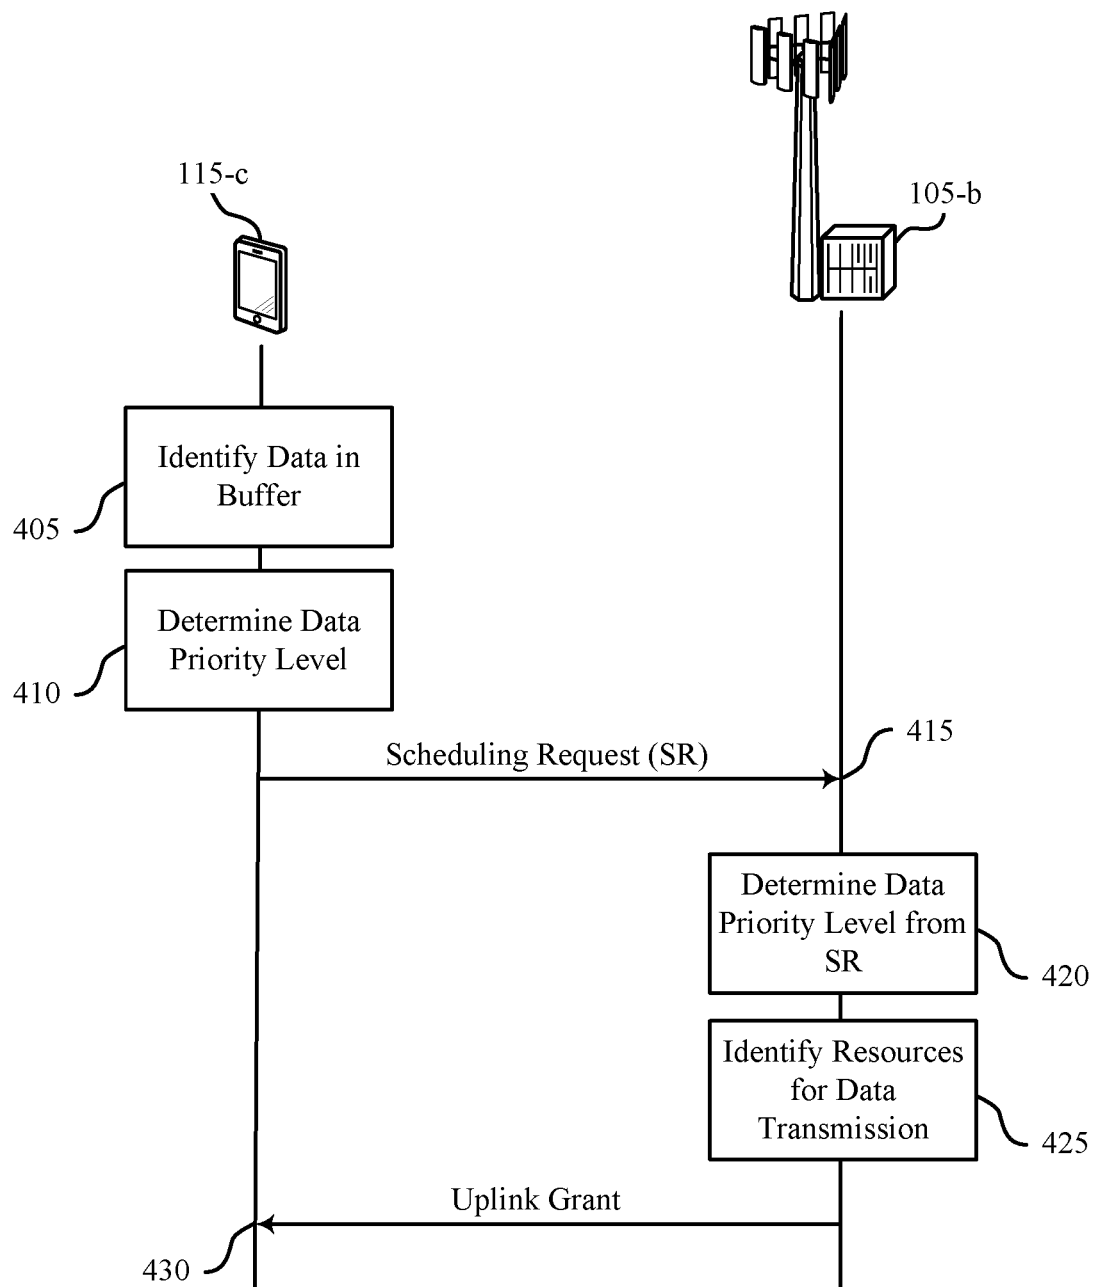 115-c
105-b
Identify Data in
Buffer
405
Determine Data
Priority Level
410
Scheduling Request (SR)
415
Determine Data
Priority Level from
SR
420
Identify Resources
for Data
Transmission
425
Uplink Grant
430